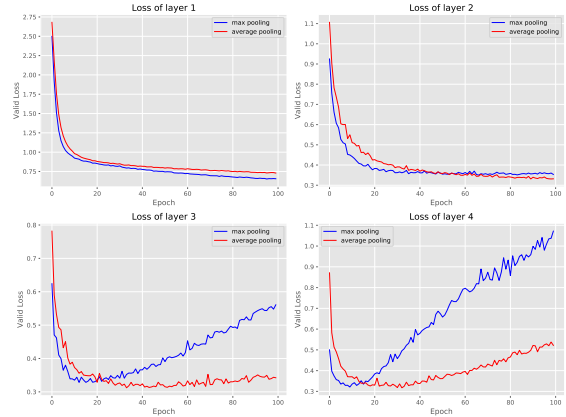 Loss of layer 1
max pooling
average pooling
Valid Loss
2.75
2.50
2.25
2.00
1.75
1.50
1.25
1.00
0.75
0 20 40 60 80 100
Epoch
Loss of layer 2
max pooling
average pooling
Valid Loss
1.1
1.0
0.9
0.8
0.7
0.6
0.5
0.4
0.3
0 20 40 60 80 100
Epoch
Loss of layer 3
max pooling
average pooling
Valid Loss
0.8
0.7
0.6
0.5
0.4
0.3
0 20 40 60 80 100
Epoch
Loss of layer 4
max pooling
average pooling
Valid Loss
1.1
1.0
0.9
0.8
0.7
0.6
0.5
0.4
0.3
0 20 40 60 80 100
Epoch